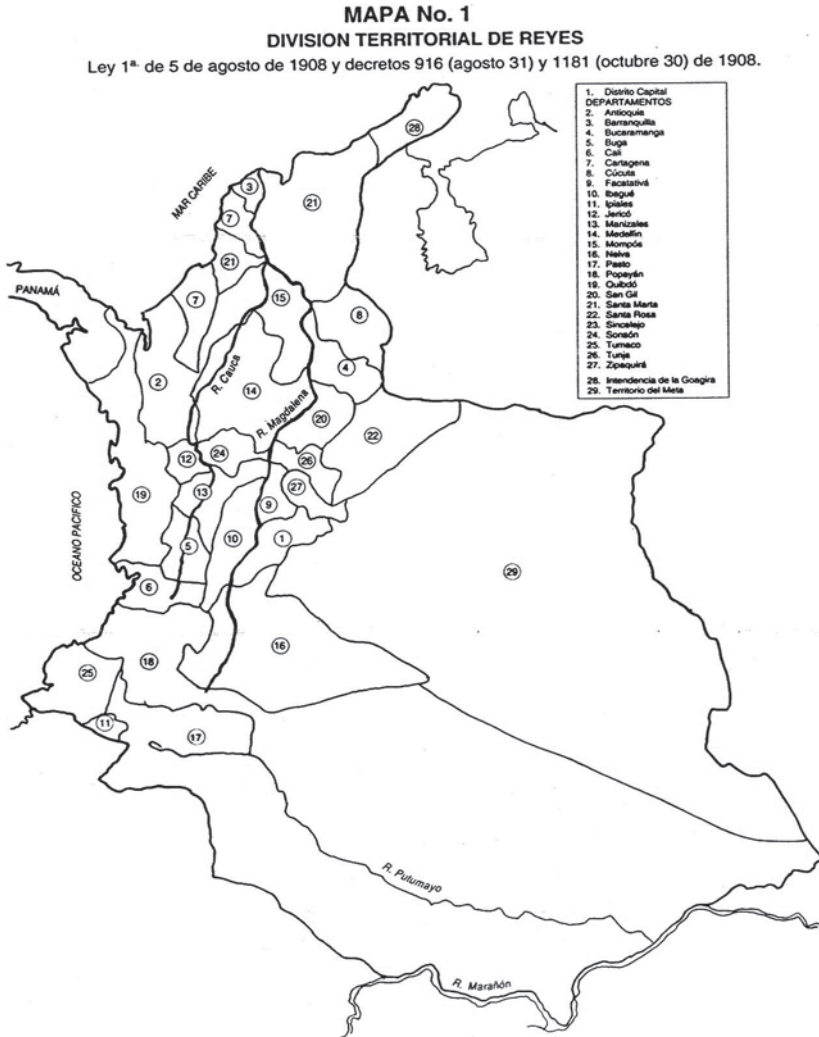 MAPA No. 1
DIVISION TERRITORIAL DE REYES
Ley 1ª. de 5 de agosto de 1908 y decretos 916 (agosto 31) y 1181 (octubre 30) de 1908.
1. Distrito Capital
DEPARTAMENTOS
2. Antioquia
3. Barranquilla
4. Bucaramanga
5. Buga
6. Cali
7. Cartagena
8. Cúcuta
9. Facatativá
10. Ibagué
11. Ipiales
12. Jericó
13. Manizales
14. Medellín
15. Mompós
16. Neiva
17. Pasto
18. Popayán
19. Quibdó
20. San Gil
21. Santa Marta
22. Santa Rosa
23. Sincelejo
24. Sonsón
25. Tumaco
26. Tunja
27. Zipaquirá
28. Intendencia de la Goagira
29. Territorio del Meta
28
MAR CARIBE
3
21
7
21
PANAMÁ
7
15
8
R. Cauca
4
2
14
R. Magdalena
20
22
12
24
26
13
27
19
9
OCEANO PACIFICO
5
10
1
6
29
16
18
25
11
17
R. Putumayo
R. Marañón